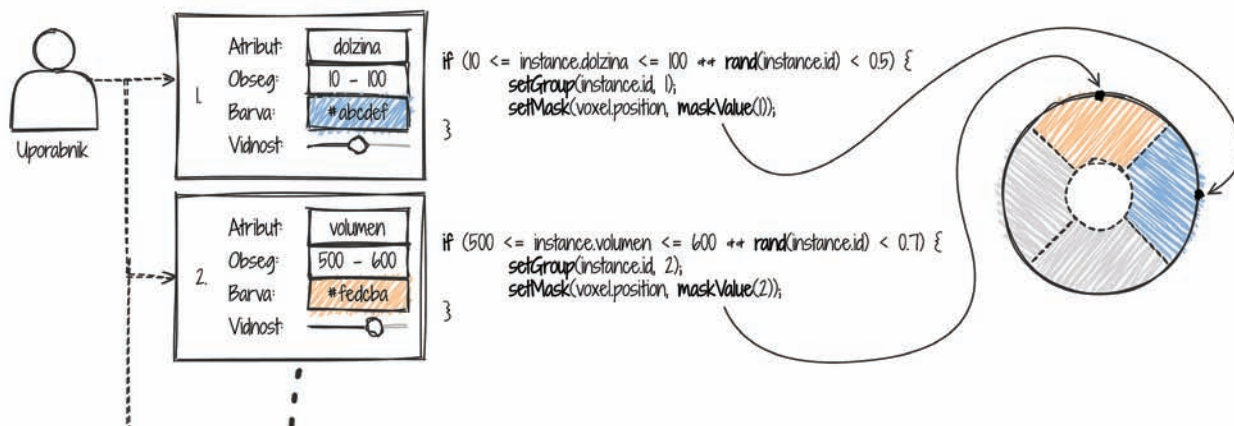 Uporabnik
1.
Atribut: dolzina
Obseg: 10 - 100
Barva: #abcdef
Vidnost:
if (10 <= instance.dolzina <= 100 && rand(instance.id) < 0.5) {
setGroup(instance.id, 1);
setMask(voxel.position, maskValue(1));
}
2.
Atribut: volumen
Obseg: 500 - 600
Barva: #fedcba
Vidnost:
if (500 <= instance.volumen <= 600 && rand(instance.id) < 0.7) {
setGroup(instance.id, 2);
setMask(voxel.position, maskValue(2));
}